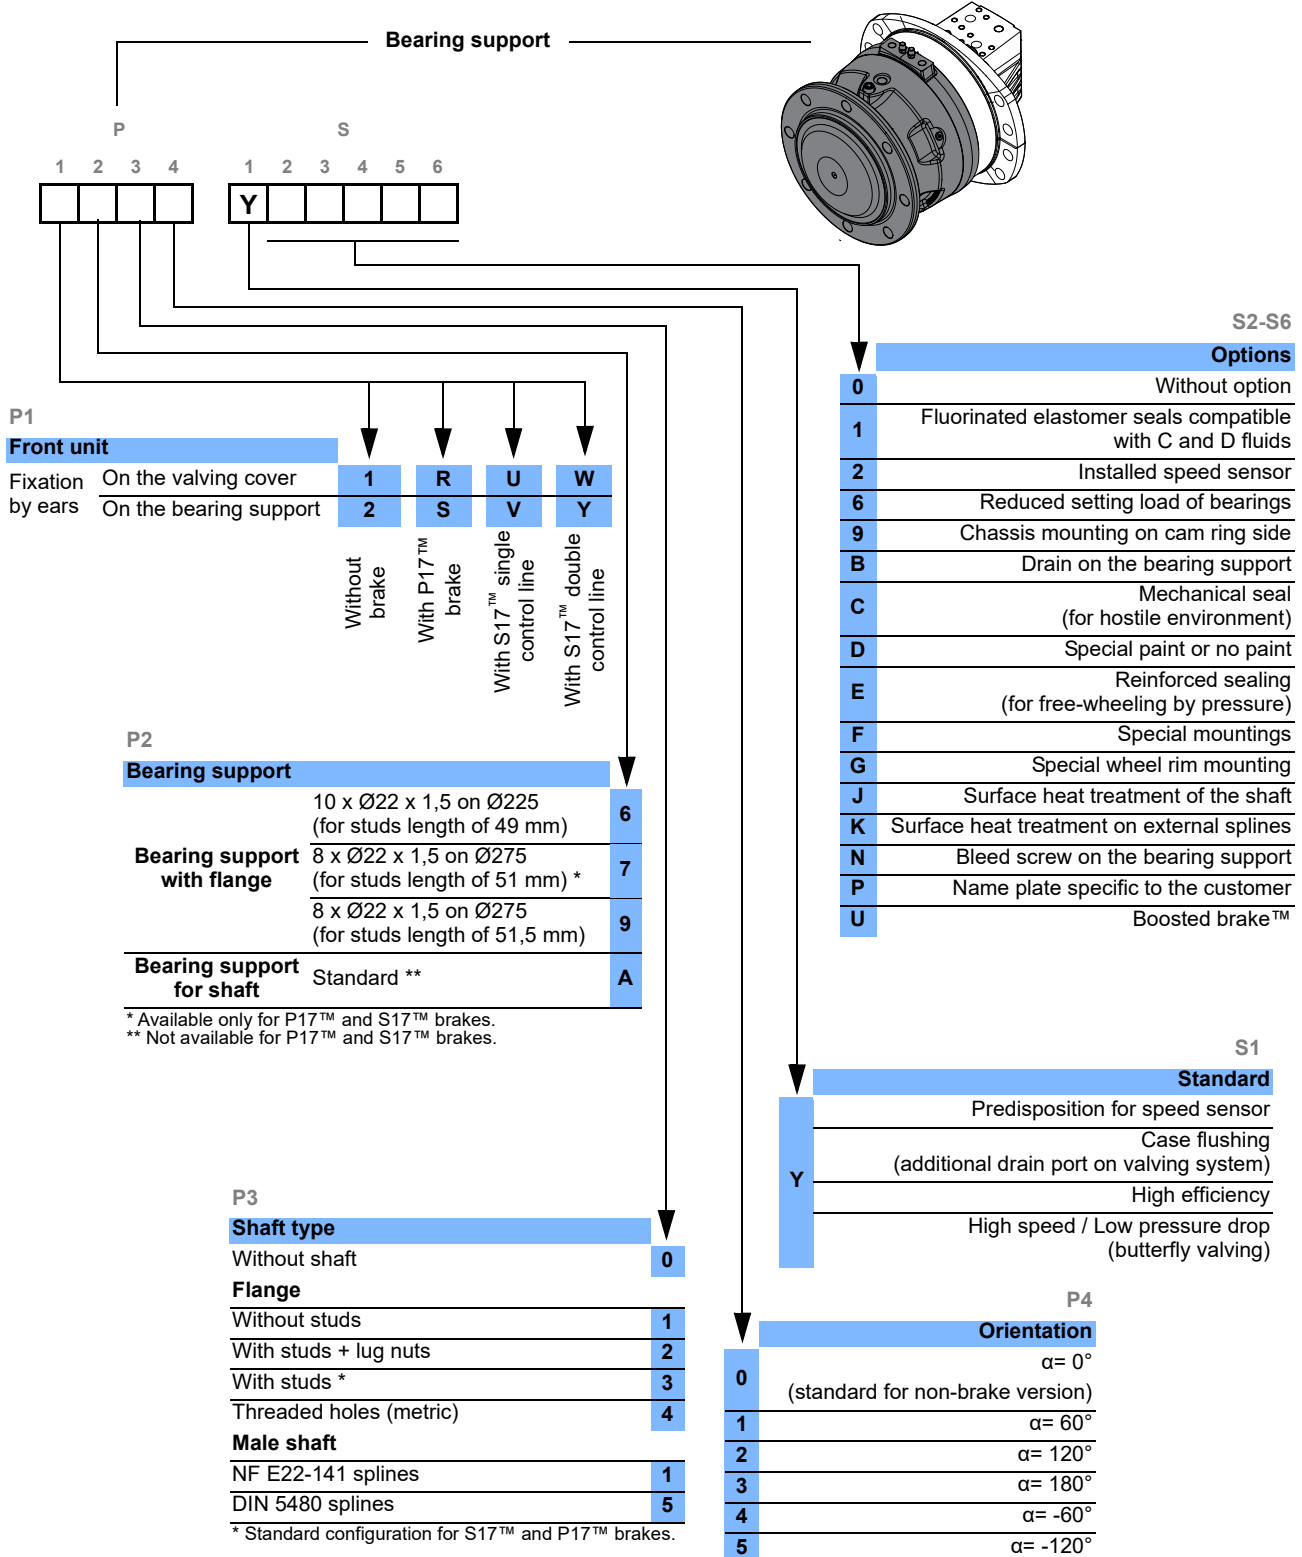 Bearing support
P S
1 2 3 4 1 2 3 4 5 6
Y
S2-S6
Options
0 Without option
1 Fluorinated elastomer seals compatible
with C and D fluids
2 Installed speed sensor
6 Reduced setting load of bearings
9 Chassis mounting on cam ring side
B Drain on the bearing support
C Mechanical seal
(for hostile environment)
D Special paint or no paint
E Reinforced sealing
(for free-wheeling by pressure)
F Special mountings
G Special wheel rim mounting
J Surface heat treatment of the shaft
K Surface heat treatment on external splines
N Bleed screw on the bearing support
P Name plate specific to the customer
U Boosted brake™
P1
Front unit
Fixation
by ears
On the valving cover 1 R U W
On the bearing support 2 S V Y
Without
brake
With P17™
brake
With S17™ single
control line
With S17™ double
control line
P2
Bearing support
Bearing support
with flange
10 x Ø22 x 1,5 on Ø225
(for studs length of 49 mm) 6
8 x Ø22 x 1,5 on Ø275
(for studs length of 51 mm) * 7
8 x Ø22 x 1,5 on Ø275
(for studs length of 51,5 mm) 9
Bearing support
for shaft
Standard ** A
* Available only for P17™ and S17™ brakes.
** Not available for P17™ and S17™ brakes.
S1
Standard
Y
Predisposition for speed sensor
Case flushing
(additional drain port on valving system)
High efficiency
High speed / Low pressure drop
(butterfly valving)
P3
Shaft type
Without shaft 0
Flange
Without studs 1
With studs + lug nuts 2
With studs * 3
Threaded holes (metric) 4
Male shaft
NF E22-141 splines 1
DIN 5480 splines 5
* Standard configuration for S17™ and P17™ brakes.
P4
Orientation
0 α= 0°
(standard for non-brake version)
1 α= 60°
2 α= 120°
3 α= 180°
4 α= -60°
5 α= -120°